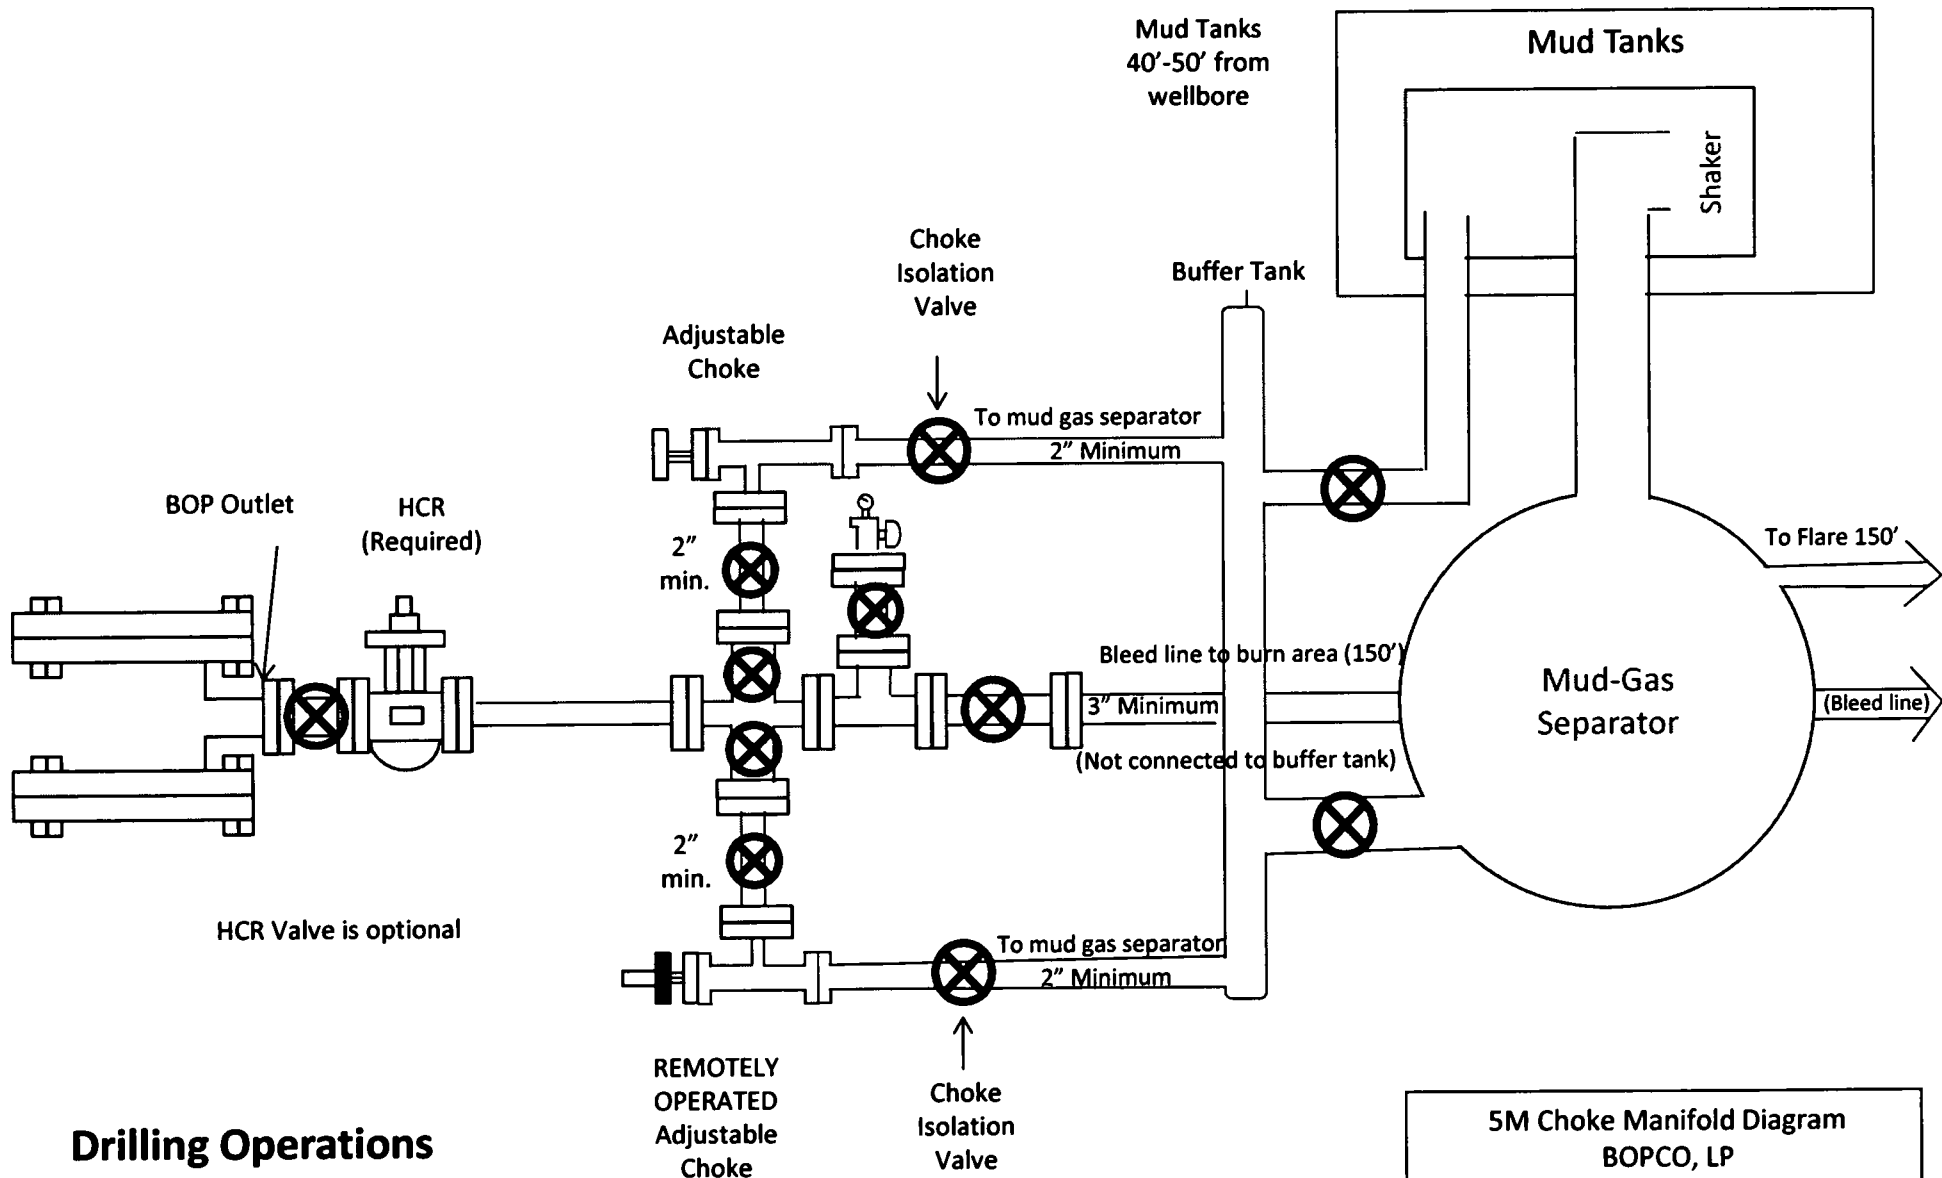 Mud Tanks
40’-50’ from
wellbore
Mud Tanks
Shaker
Choke
Isolation
Valve
Buffer Tank
Adjustable
Choke
To mud gas separator
2” Minimum
BOP Outlet
HCR
(Required)
2”
min.
To Flare 150’
Bleed line to burn area (150’)
3” Minimum
(Not connected to buffer tank)
Mud-Gas
Separator
(Bleed line)
2”
min.
HCR Valve is optional
To mud gas separator
2” Minimum
REMOTELY
OPERATED
Adjustable
Choke
Choke
Isolation
Valve
Drilling Operations
5M Choke Manifold Diagram
BOPCO, LP